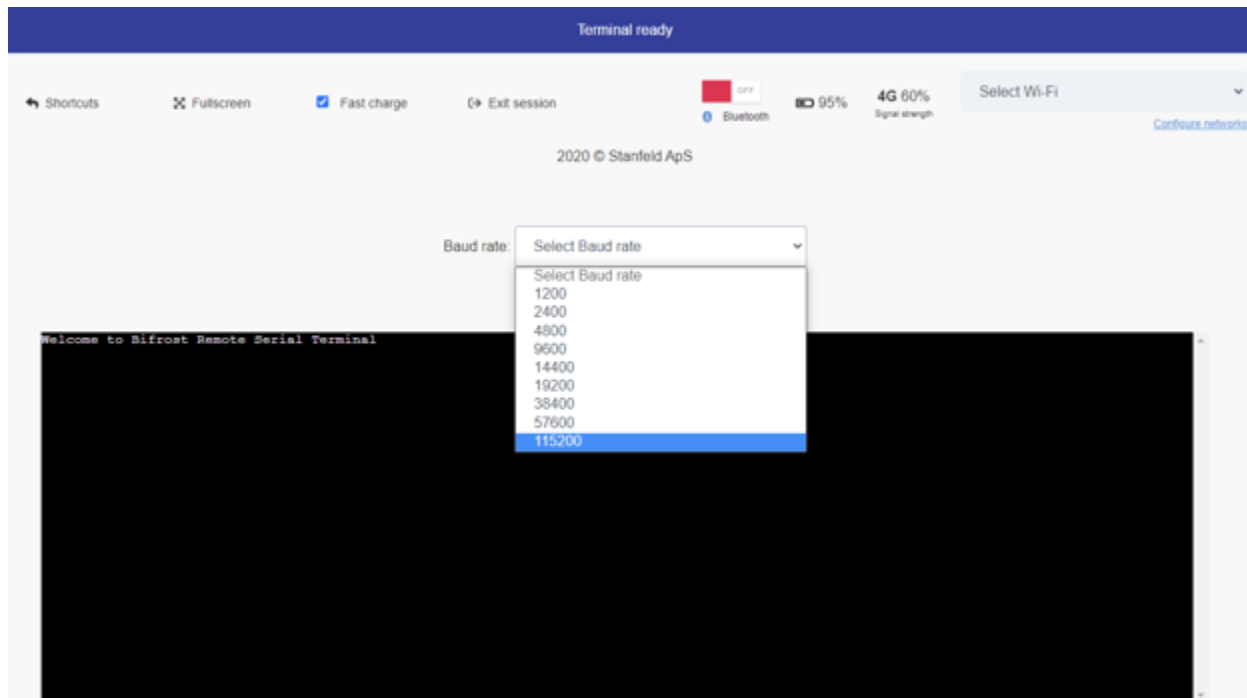 Terminal ready
Shortcuts
Fullscreen
Fast charge
Exit session
OFF
Bluetooth
95%
4G 60%
Signal strength
Select Wi-Fi
Configure networks
2020 © Stanfeld ApS
Baud rate: Select Baud rate
Select Baud rate
1200
2400
4800
9600
14400
19200
38400
57600
115200
Welcome to Bifrost Remote Serial Terminal